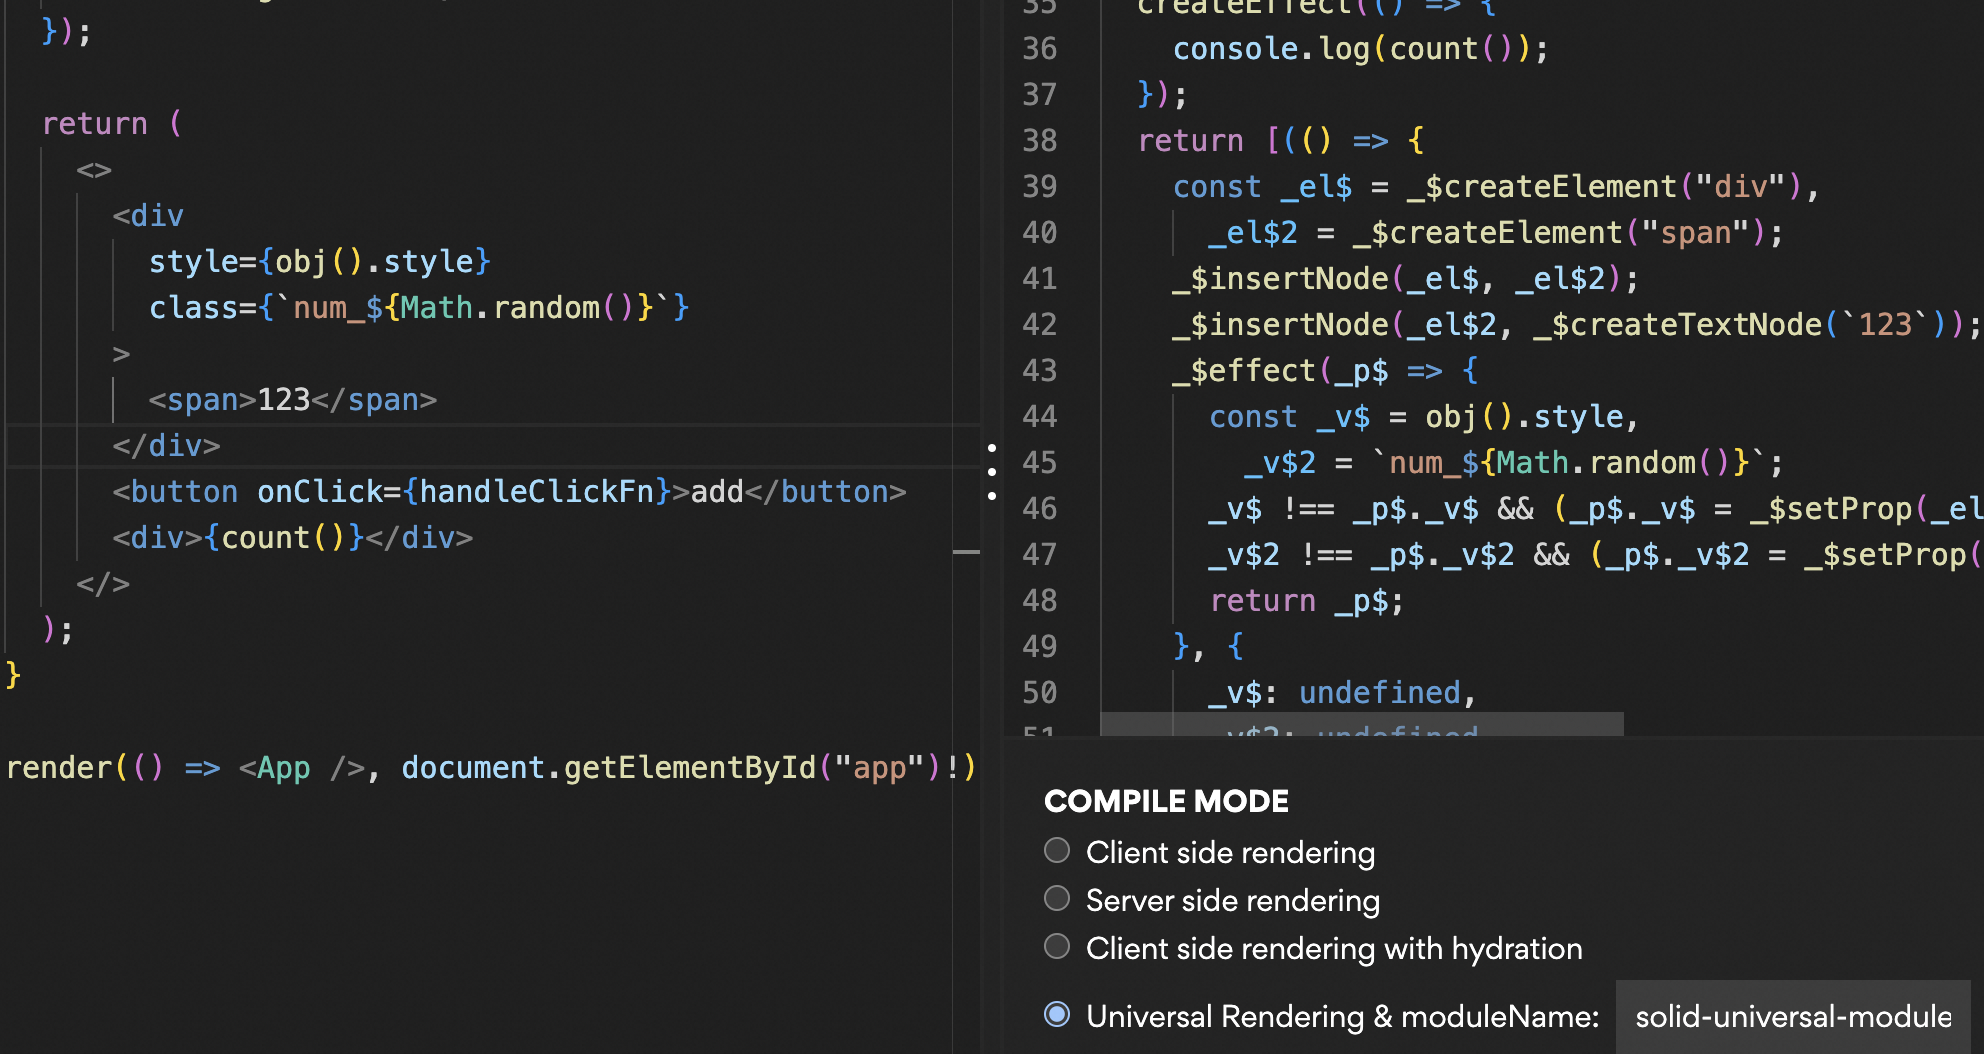 });
return (
<>
<div
style={obj().style}
class={`num_${Math.random()}`}
>
<span>123</span>
</div>
<button onClick={handleClickFn}>add</button>
<div>{count()}</div>
</>
);
}
render(() => <App />, document.getElementById("app")!)
35 createEffect(() => {
36 console.log(count());
37 });
38 return [(() => {
39 const _el$ = _$createElement("div"),
40 _el$2 = _$createElement("span");
41 _$insertNode(_el$, _el$2);
42 _$insertNode(_el$2, _$createTextNode(`123`));
43 _$effect(_p$ => {
44 const _v$ = obj().style,
45 _v$2 = `num_${Math.random()}`;
46 _v$ !== _p$._v$ && (_p$._v$ = _$setProp(_el
47 _v$2 !== _p$._v$2 && (_p$._v$2 = _$setProp(
48 return _p$;
49 }, {
50 _v$: undefined,
51 _v$2: undefined
COMPILE MODE
Client side rendering
Server side rendering
Client side rendering with hydration
Universal Rendering & moduleName: solid-universal-module